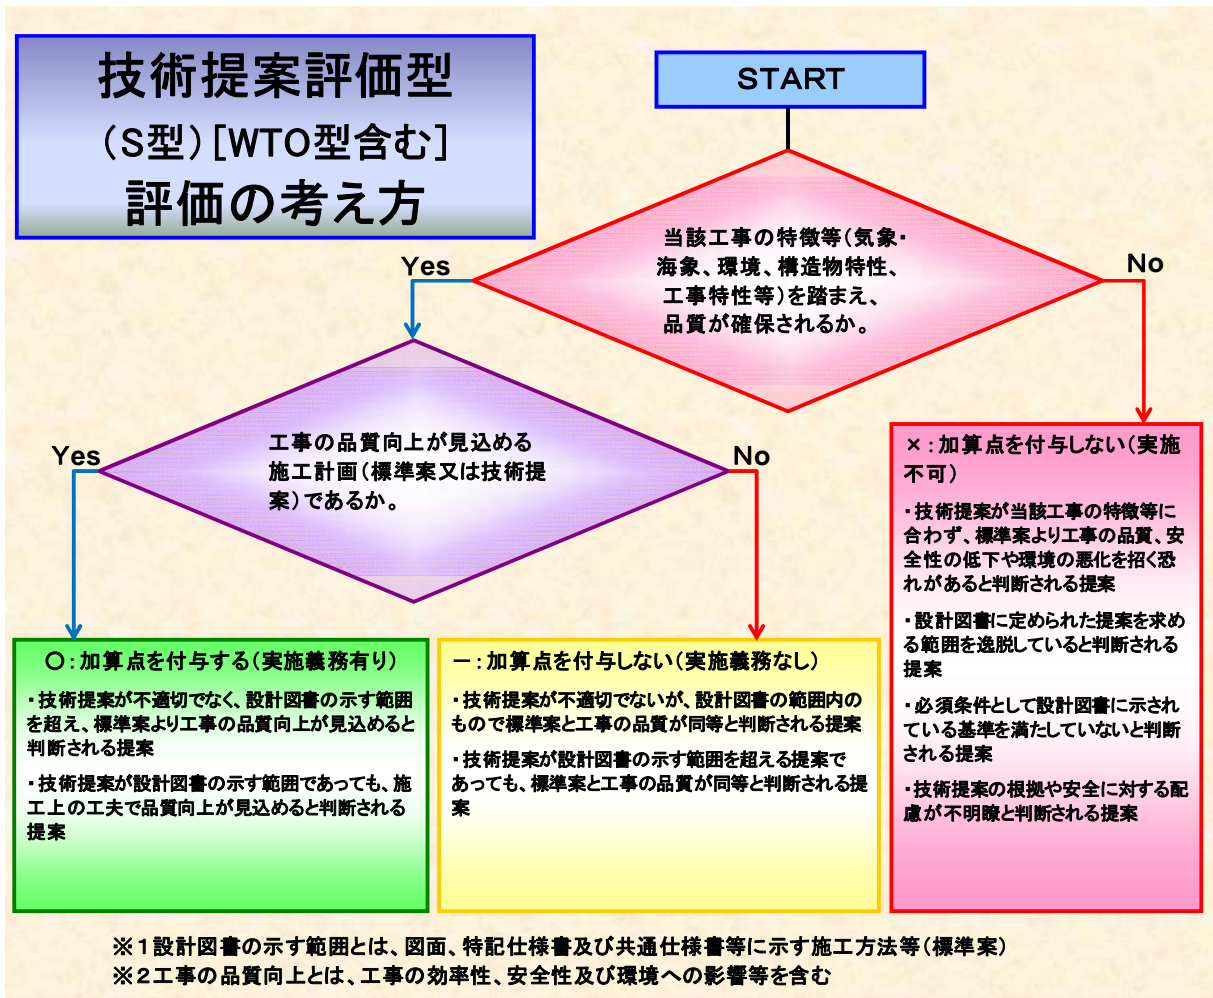 技術提案評価型
（S型）［WTO型含む］
評価の考え方
START
当該工事の特徴等（気象・
海象、環境、構造物特性、
工事特性等）を踏まえ、
品質が確保されるか。
Yes
No
工事の品質向上が見込める
施工計画（標準案又は技術提
案）であるか。
Yes
No
○：加算点を付与する（実施義務有り）
・技術提案が不適切でなく、設計図書の示す範囲
を超え、標準案より工事の品質向上が見込めると
判断される提案
・技術提案が設計図書の示す範囲であっても、施
工上の工夫で品質向上が見込めると判断される
提案
－：加算点を付与しない（実施義務なし）
・技術提案が不適切でないが、設計図書の範囲内の
もので標準案と工事の品質が同等と判断される提案
・技術提案が設計図書の示す範囲を超える提案で
あっても、標準案と工事の品質が同等と判断される提
案
×：加算点を付与しない（実施
不可）
・技術提案が当該工事の特徴等に
合わず、標準案より工事の品質、安
全性の低下や環境の悪化を招く恐
れがあると判断される提案
・設計図書に定められた提案を求め
る範囲を逸脱していると判断される
提案
・必須条件として設計図書に示され
ている基準を満たしていないと判断
される提案
・技術提案の根拠や安全に対する配
慮が不明瞭と判断される提案
※１設計図書の示す範囲とは、図面、特記仕様書及び共通仕様書等に示す施工方法等（標準案）
※２工事の品質向上とは、工事の効率性、安全性及び環境への影響等を含む